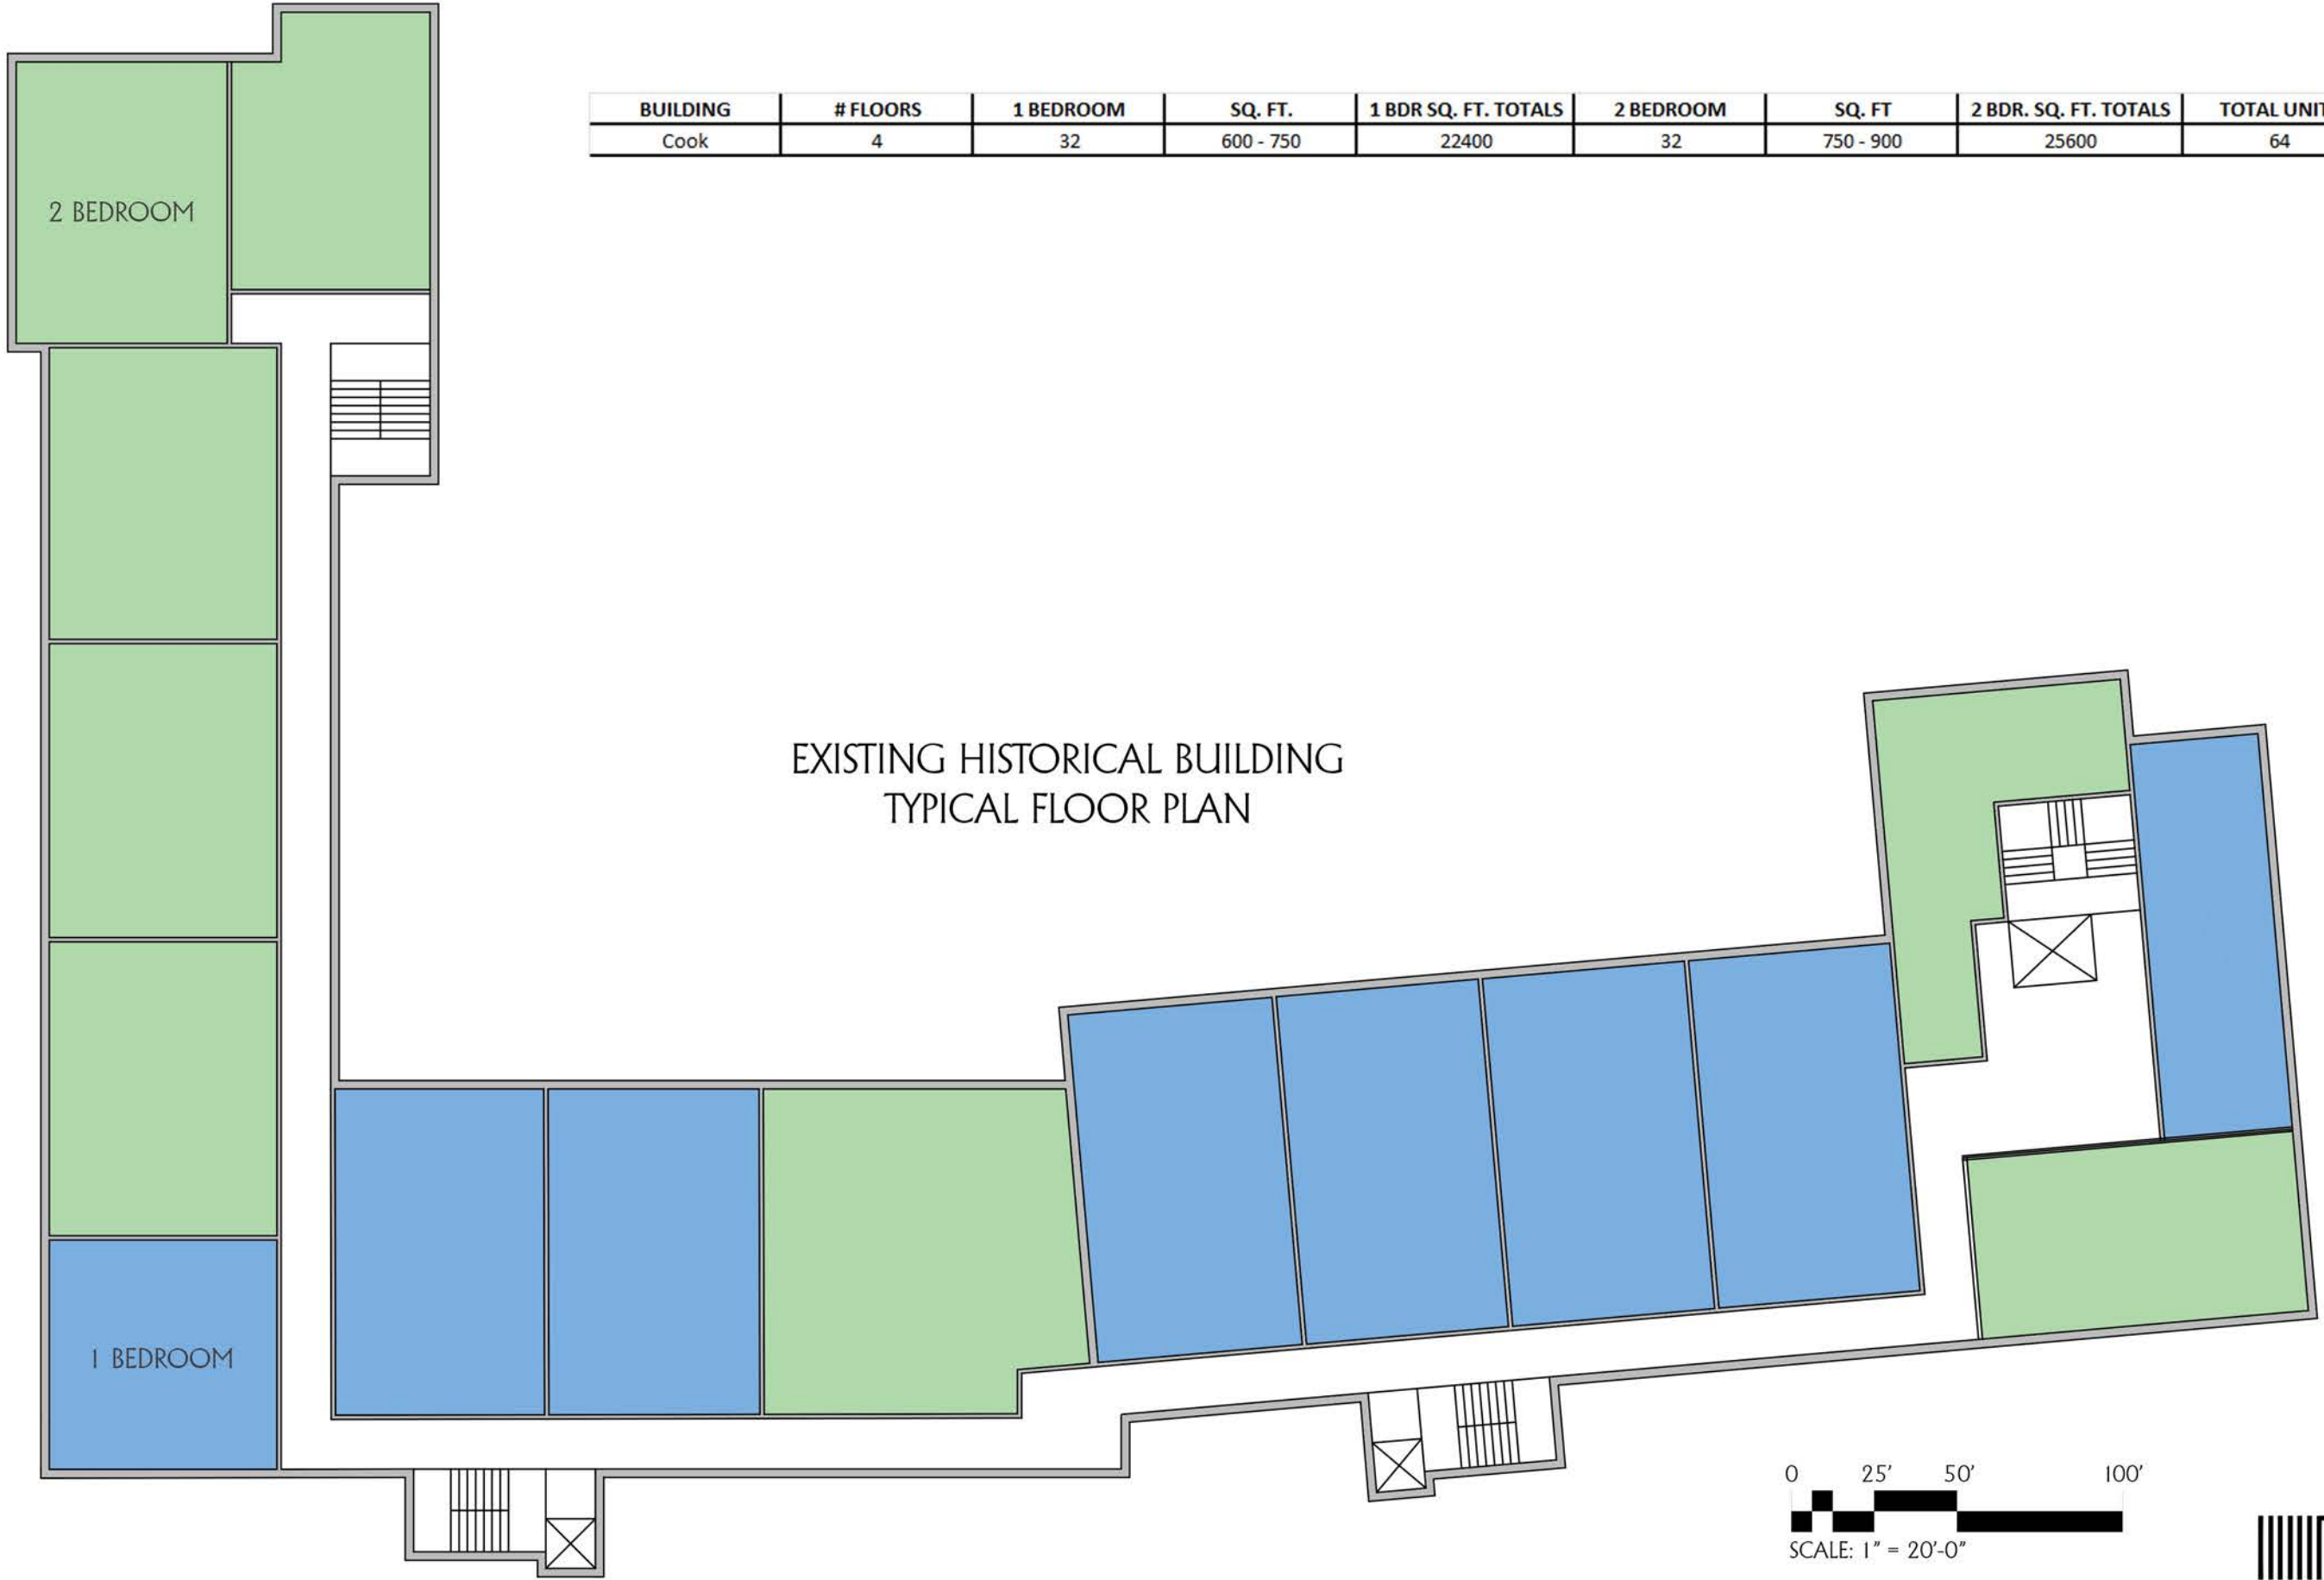 BUILDING # FLOORS 1 BEDROOM SQ. FT. 1 BDR SQ. FT. TOTALS 2 BEDROOM SQ. FT 2 BDR. SQ. FT. TOTALS TOTAL UNIT
Cook 4 32 600 - 750 22400 32 750 - 900 25600 64
2 BEDROOM
EXISTING HISTORICAL BUILDING
TYPICAL FLOOR PLAN
1 BEDROOM
0 25' 50' 100'
SCALE: 1" = 20'-0"